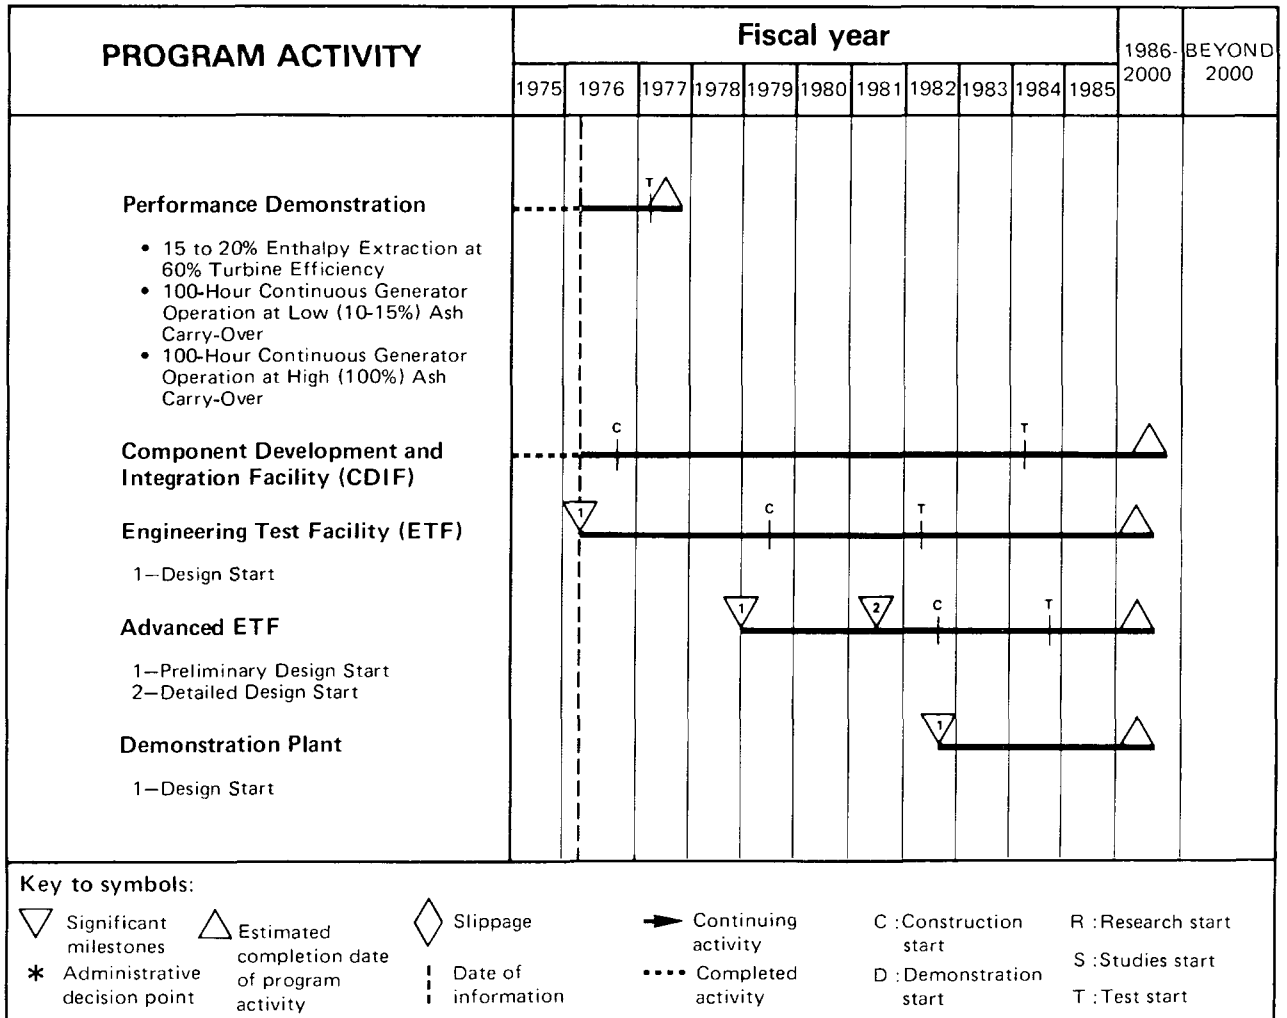 PROGRAM ACTIVITY
Fiscal year
1975 1976 1977 1978 1979 1980 1981 1982 1983 1984 1985
1986-
2000
BEYOND
2000
T
Performance Demonstration
• 15 to 20% Enthalpy Extraction at
60% Turbine Efficiency
• 100-Hour Continuous Generator
Operation at Low (10-15%) Ash
Carry-Over
• 100-Hour Continuous Generator
Operation at High (100%) Ash
Carry-Over
C T
Component Development and
Integration Facility (CDIF)
1 C T
Engineering Test Facility (ETF)
1—Design Start
1 2 C T
Advanced ETF
1—Preliminary Design Start
2—Detailed Design Start
1
Demonstration Plant
1—Design Start
Key to symbols:
Significant
milestones
* Administrative
decision point
Estimated
completion date
of program
activity
Slippage
Date of
information
Continuing
activity
Completed
activity
C : Construction
start
D : Demonstration
start
R : Research start
S : Studies start
T : Test start